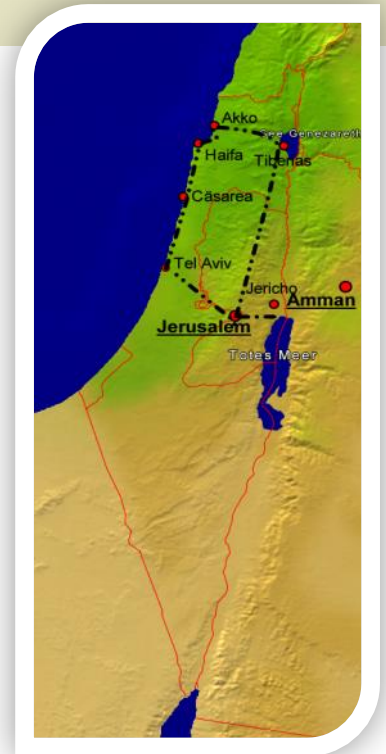 Akko
See Genezareth
Haifa
Tiberias
Cäsarea
Tel Aviv
Jericho
Amman
Jerusalem
Totes Meer